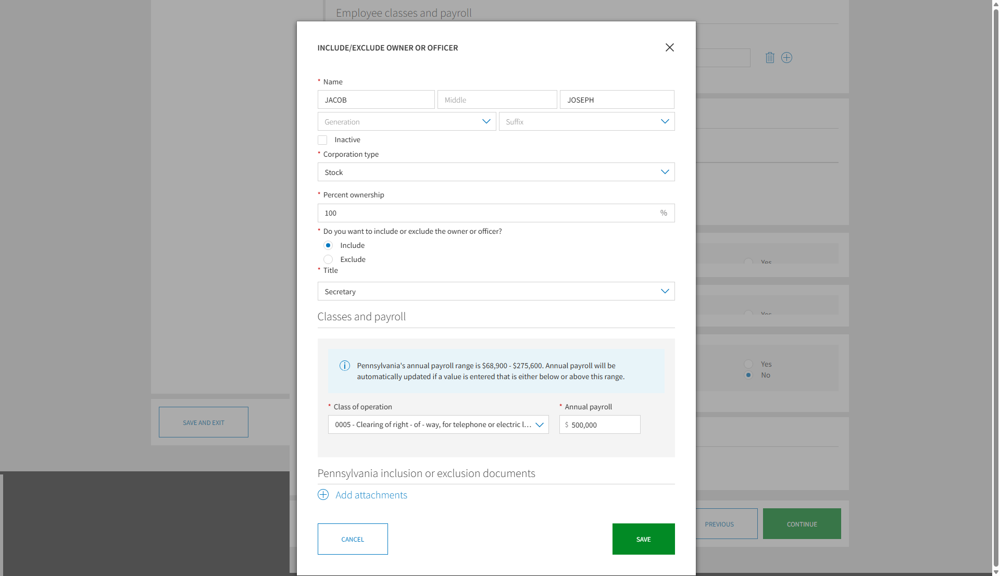 Employee classes and payroll
INCLUDE/EXCLUDE OWNER OR OFFICER
* Name
JACOB
Middle
JOSEPH
Generation
Suffix
Inactive
* Corporation type
Stock
* Percent ownership
100
%
* Do you want to include or exclude the owner or officer?
Include
Exclude
* Title
Secretary
Classes and payroll
Pennsylvania's annual payroll range is $68,900 - $275,600. Annual payroll will be
automatically updated if a value is entered that is either below or above this range.
* Class of operation
* Annual payroll
0005 - Clearing of right - of - way, for telephone or electric l...
$ 500,000
Pennsylvania inclusion or exclusion documents
Add attachments
CANCEL
SAVE
Yes
Yes
Yes
No
SAVE AND EXIT
PREVIOUS
CONTINUE